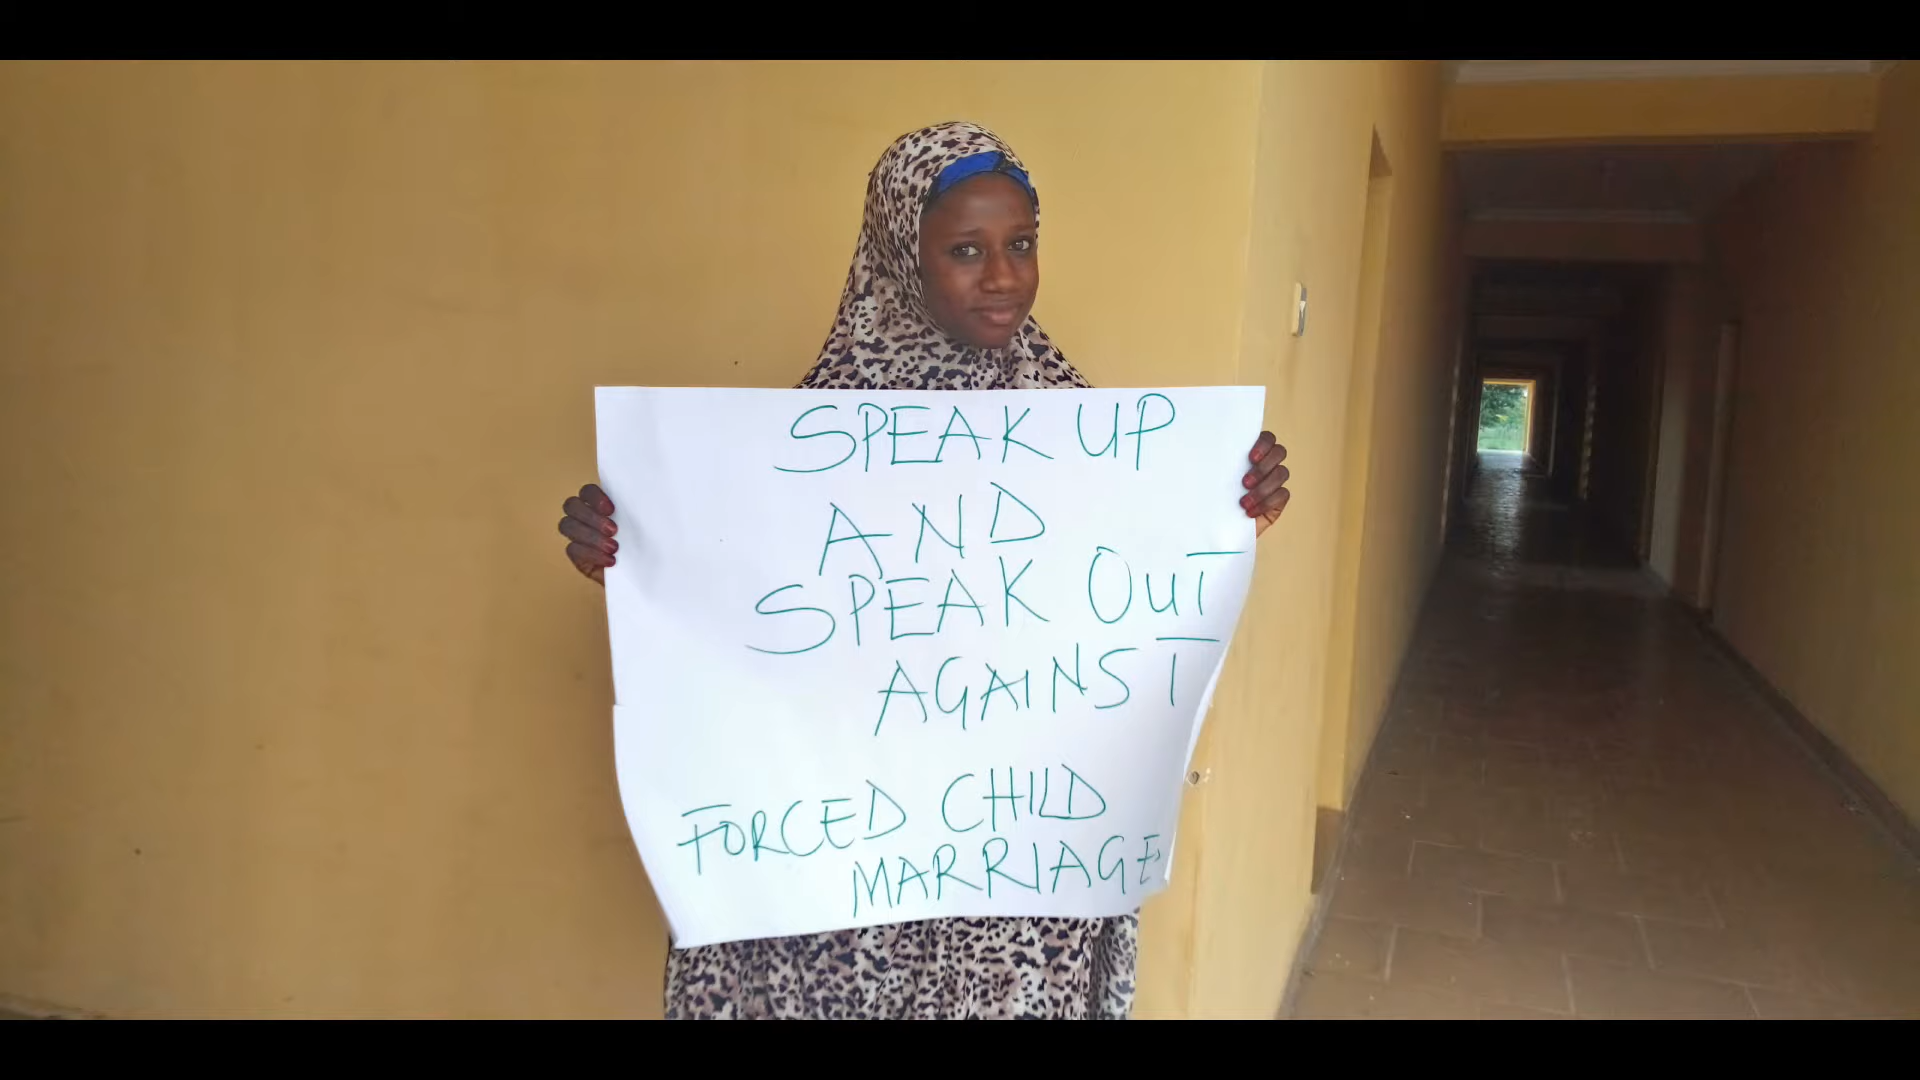 SPEAK UP
AND
SPEAK OUT
AGAINST
FORCED CHILD
MARRIAGE